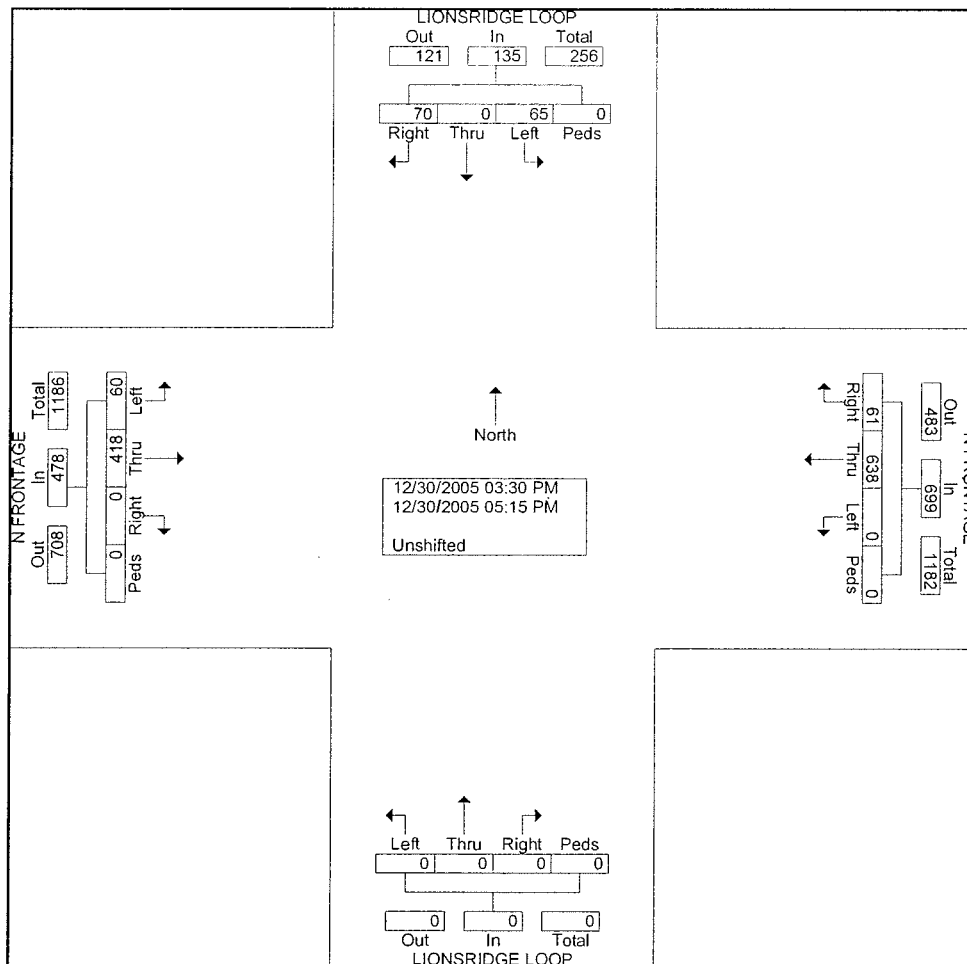 LIONSRIDGE LOOP
Out In Total
121 135 256
70 0 65 0
Right Thru Left Peds
N FRONTAGE
Total In Out
1186 478 708
60 418 0 0
Left Thru Right Peds
North
12/30/2005 03:30 PM
12/30/2005 05:15 PM
Unshifted
Right Thru Left Peds
61 638 0 0
Out In Total
483 699 1182
N FRONTAGE
Left Thru Right Peds
0 0 0 0
0 0 0
Out In Total
LIONSRIDGE LOOP